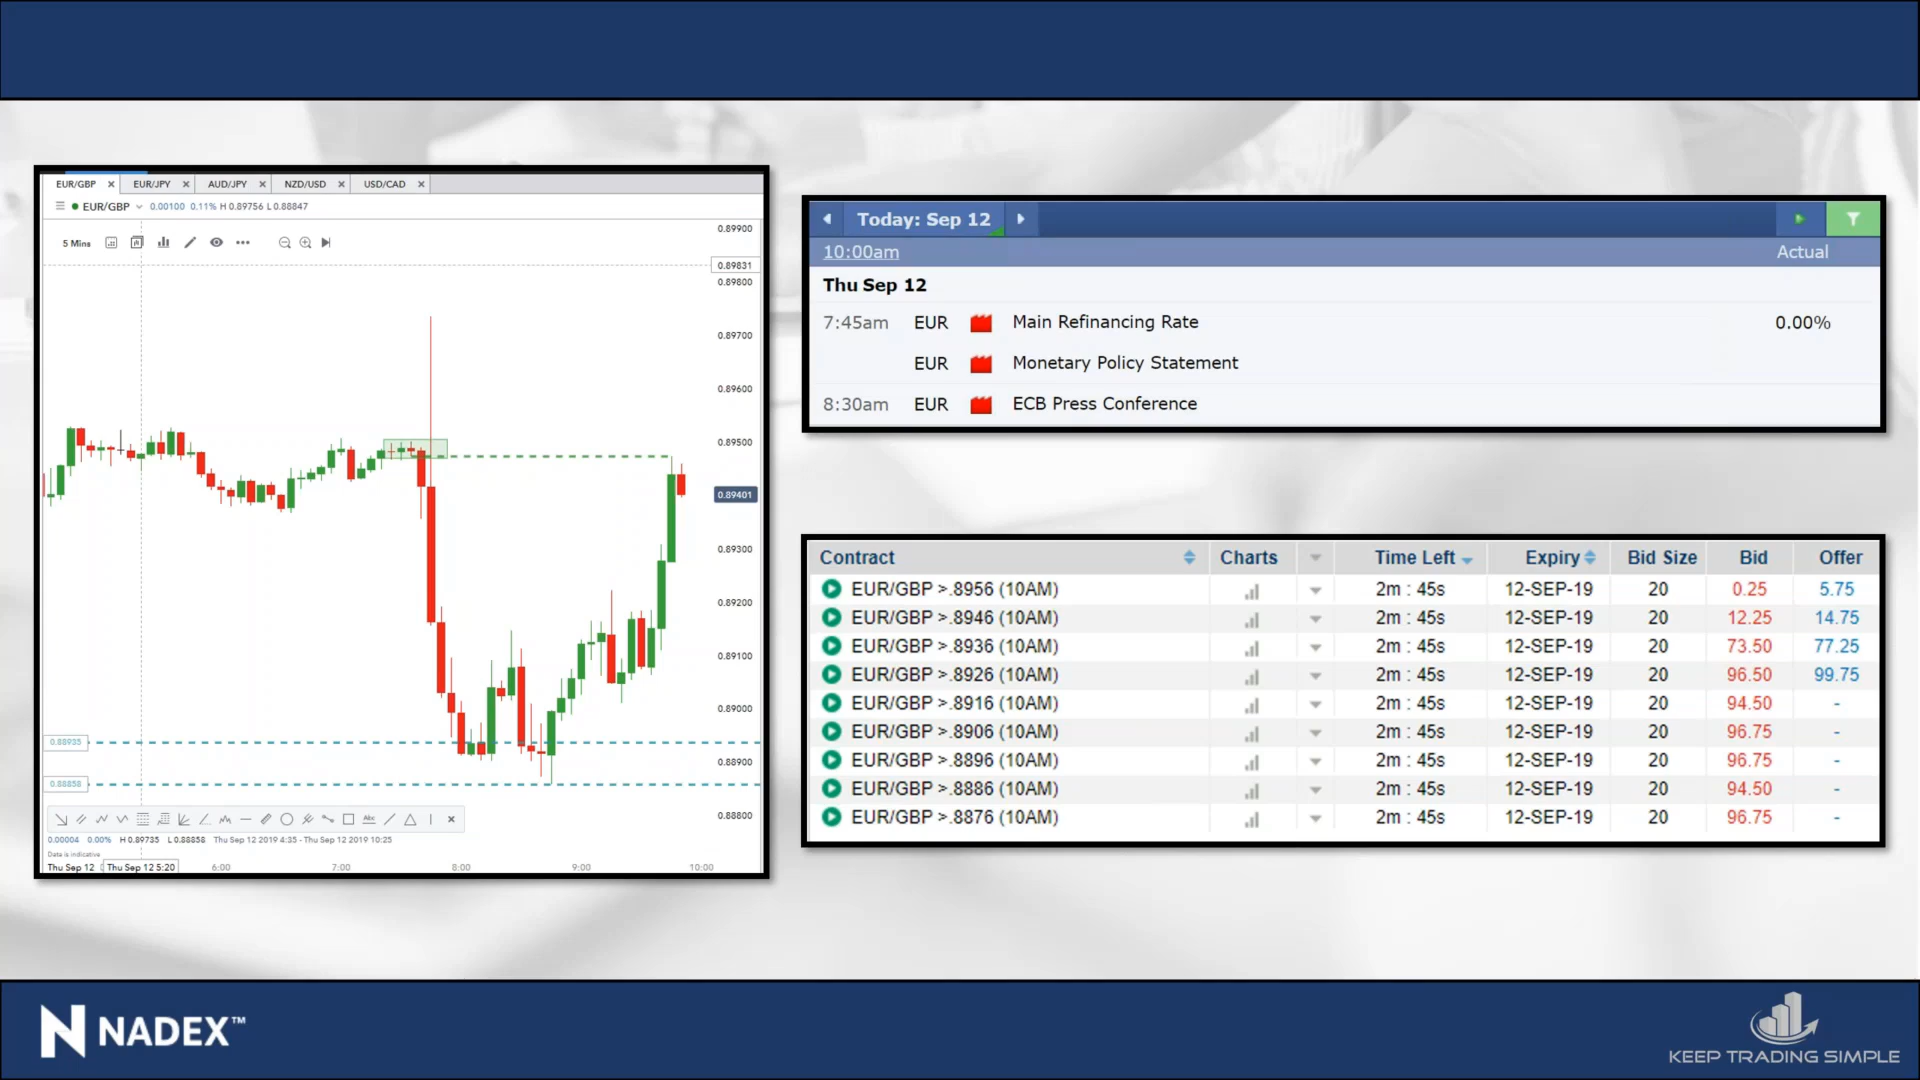 EUR/GBP × EUR/JPY × AUD/JPY × NZD/USD × USD/CAD ×
EUR/GBP 0.00100 0.11% H 0.89756 L 0.88847
5 Mins
0.89900
0.89831
0.89800
0.89700
0.89600
0.89500
0.89401
0.89300
0.89200
0.89100
0.89000
0.88900
0.88800
0.88935
0.88858
Abc
0.00004 0.00% H 0.89735 L 0.88858 Thu Sep 12 2019 4:35 - Thu Sep 12 2019 10:25
Data is indicative
Thu Sep 12 Thu Sep 12 5:20 6:00 7:00 8:00 9:00 10:00
Today: Sep 12
10:00am Actual
Thu Sep 12
7:45am EUR Main Refinancing Rate 0.00%
EUR Monetary Policy Statement
8:30am EUR ECB Press Conference
Contract Charts Time Left Expiry Bid Size Bid Offer
EUR/GBP >.8956 (10AM) 2m : 45s 12-SEP-19 20 0.25 5.75
EUR/GBP >.8946 (10AM) 2m : 45s 12-SEP-19 20 12.25 14.75
EUR/GBP >.8936 (10AM) 2m : 45s 12-SEP-19 20 73.50 77.25
EUR/GBP >.8926 (10AM) 2m : 45s 12-SEP-19 20 96.50 99.75
EUR/GBP >.8916 (10AM) 2m : 45s 12-SEP-19 20 94.50 -
EUR/GBP >.8906 (10AM) 2m : 45s 12-SEP-19 20 96.75 -
EUR/GBP >.8896 (10AM) 2m : 45s 12-SEP-19 20 96.75 -
EUR/GBP >.8886 (10AM) 2m : 45s 12-SEP-19 20 94.50 -
EUR/GBP >.8876 (10AM) 2m : 45s 12-SEP-19 20 96.75 -
N NADEX™
KEEP TRADING SIMPLE